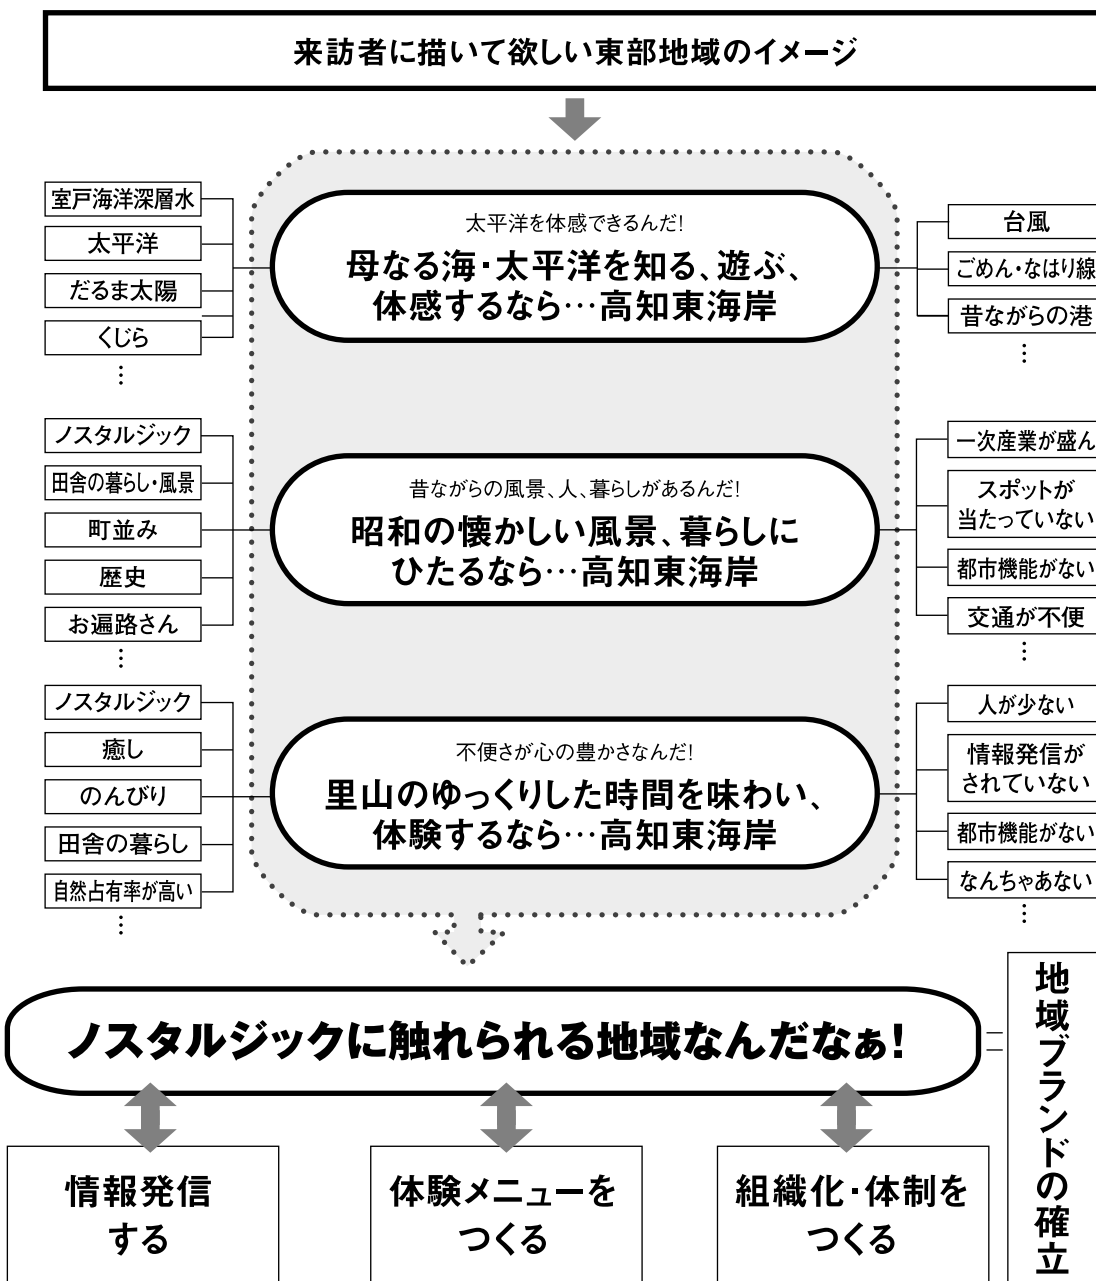 来訪者に描いて欲しい東部地域のイメージ
室戸海洋深層水
太平洋
だるま太陽
くじら
⋮
太平洋を体感できるんだ!
母なる海・太平洋を知る、遊ぶ、
体感するなら…高知東海岸
台風
ごめん・なはり線
昔ながらの港
⋮
ノスタルジック
田舎の暮らし・風景
町並み
歴史
お遍路さん
⋮
昔ながらの風景、人、暮らしがあるんだ!
昭和の懐かしい風景、暮らしに
ひたるなら…高知東海岸
一次産業が盛ん
スポットが
当たっていない
都市機能がない
交通が不便
⋮
ノスタルジック
癒し
のんびり
田舎の暮らし
自然占有率が高い
⋮
不便さが心の豊かさなんだ!
里山のゆっくりした時間を味わい、
体験するなら…高知東海岸
人が少ない
情報発信が
されていない
都市機能がない
なんちゃあない
⋮
ノスタルジックに触れられる地域なんだなぁ!
地域ブランドの確立
情報発信
する
体験メニューを
つくる
組織化・体制を
つくる